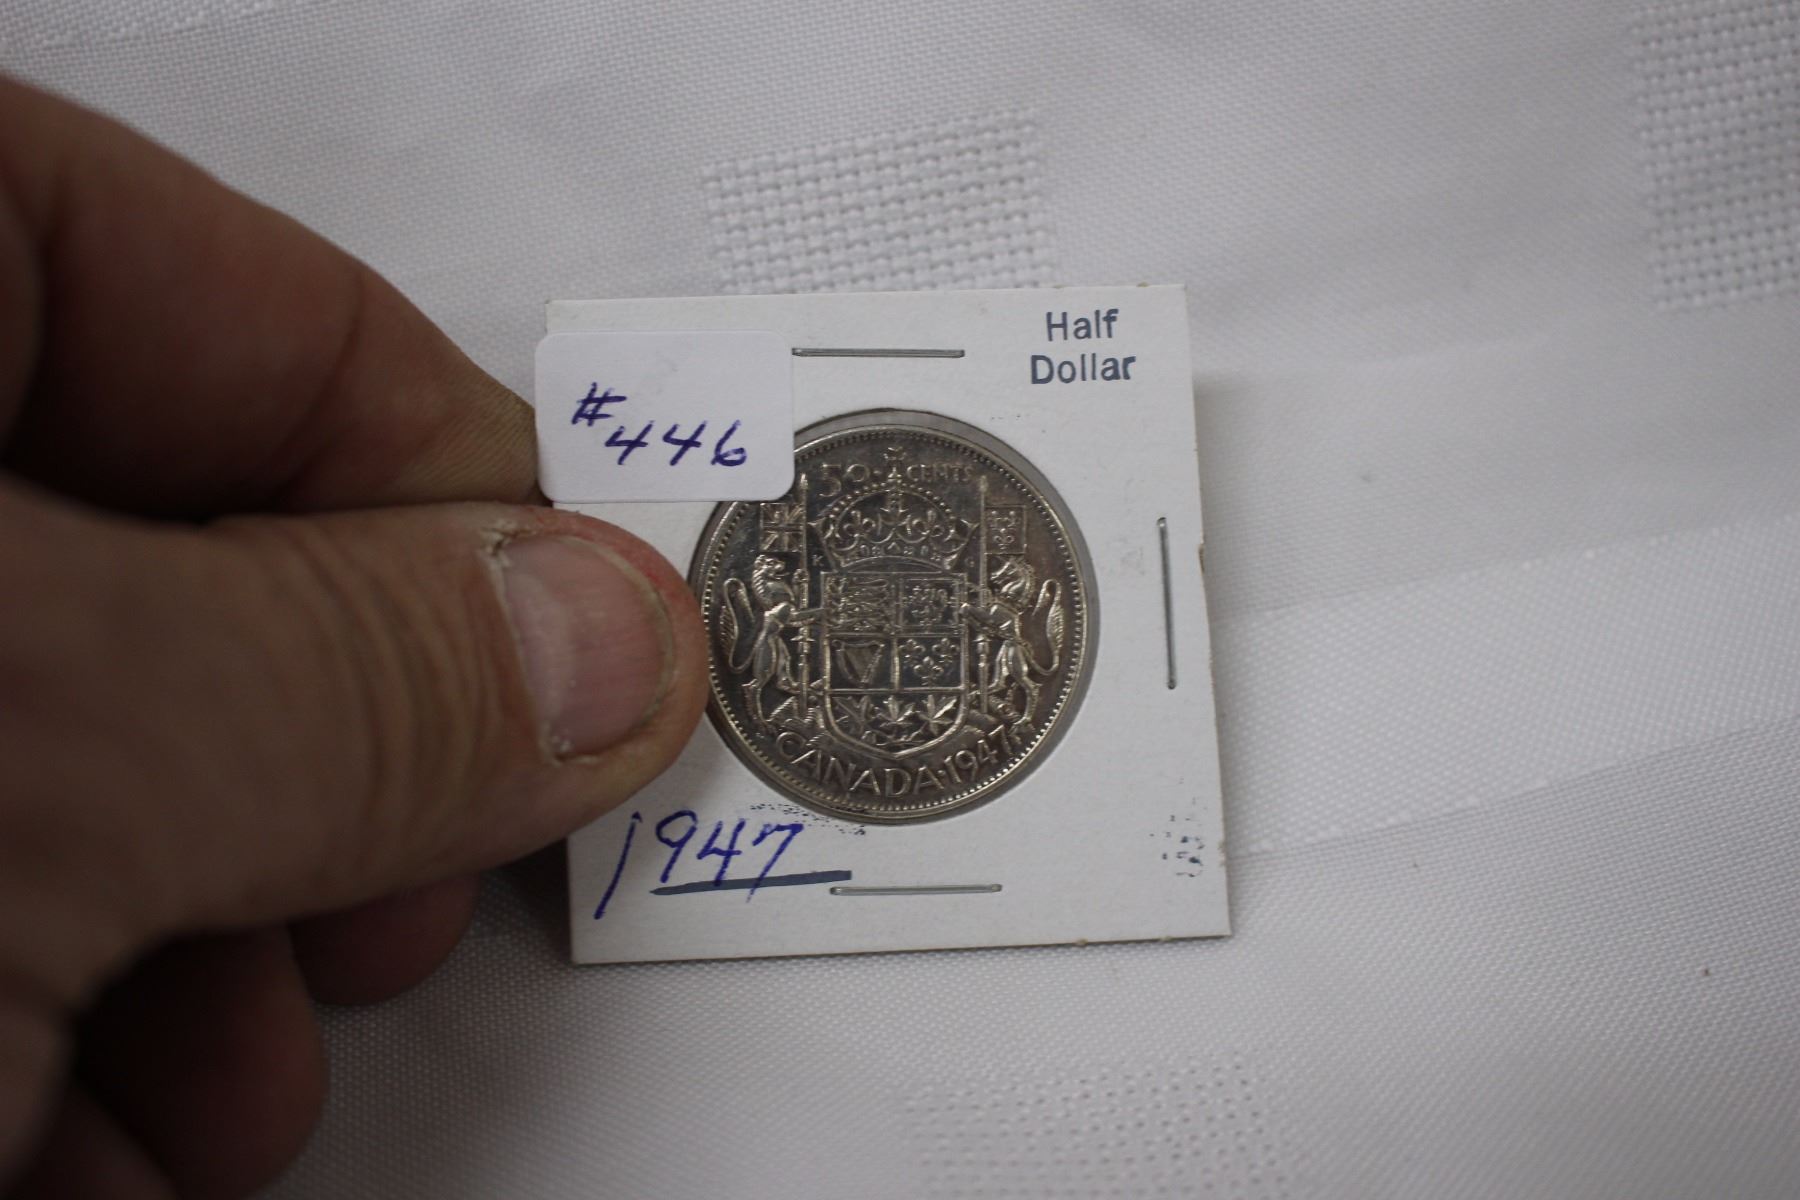 Half
Dollar
#446
50 CENTS
K G
CANADA·1947
1947